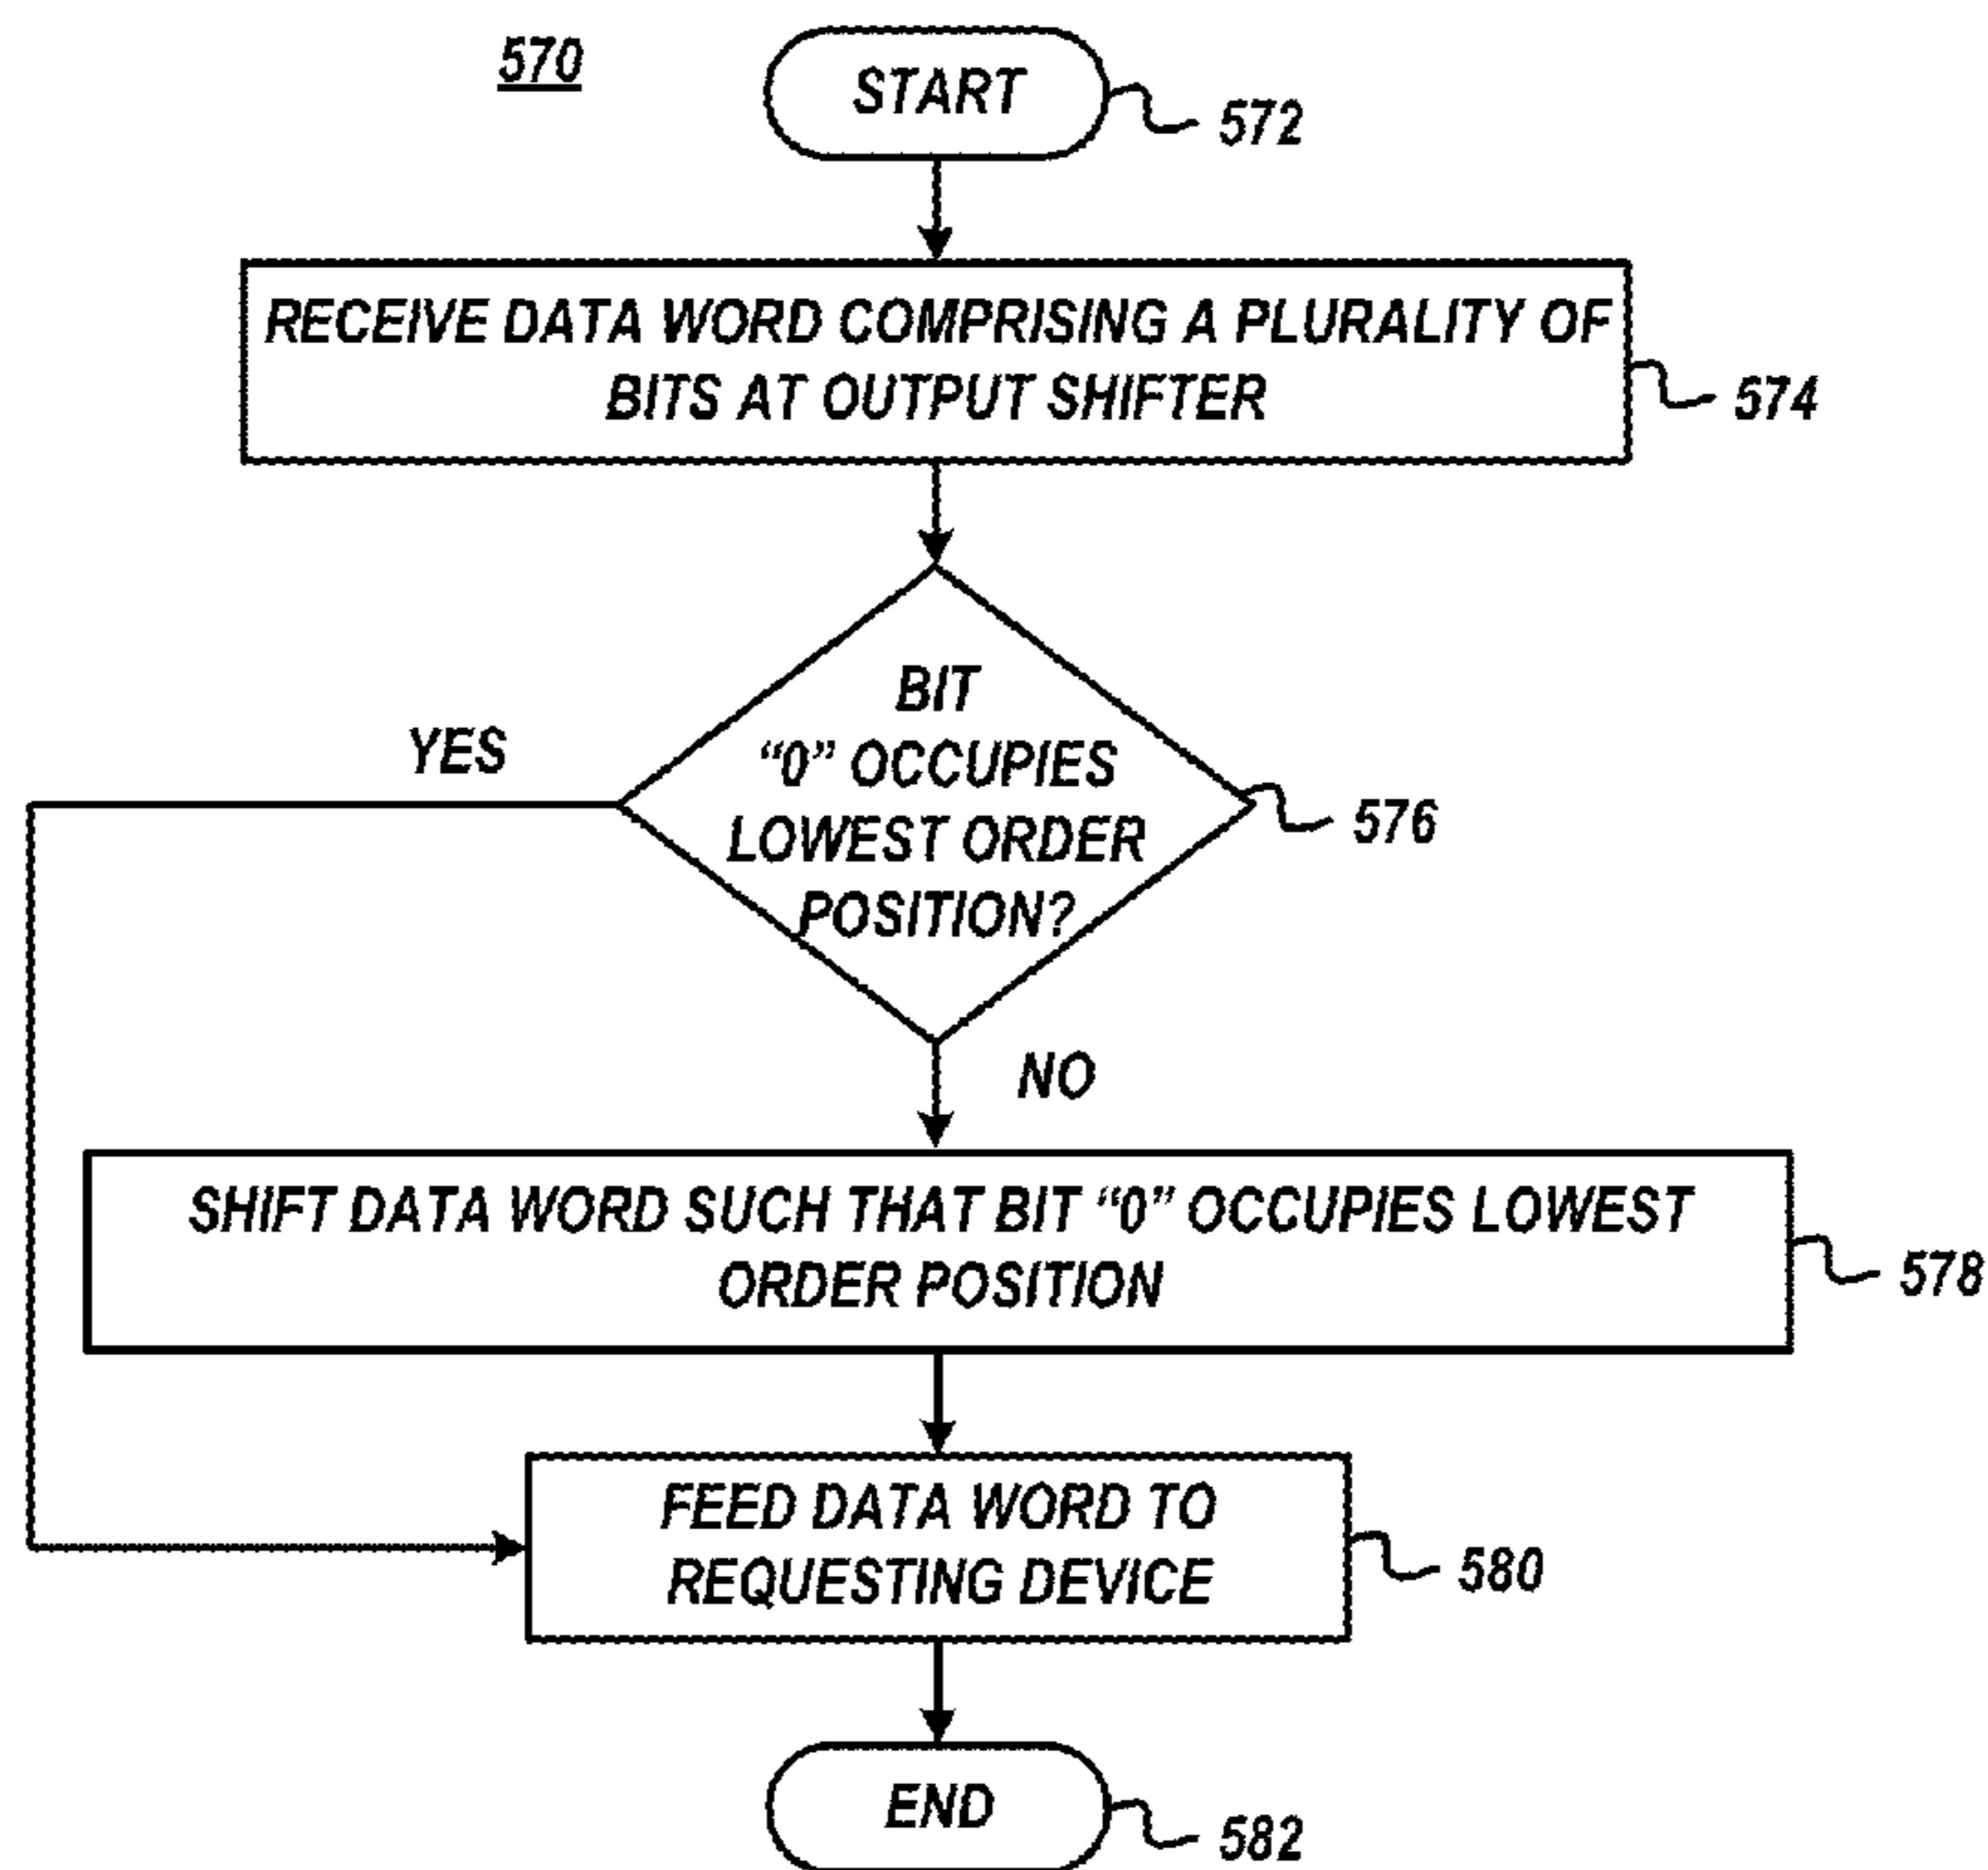 570
START
572
RECEIVE DATA WORD COMPRISING A PLURALITY OF
BITS AT OUTPUT SHIFTER
574
BIT
“0” OCCUPIES
LOWEST ORDER
POSITION?
YES
576
NO
SHIFT DATA WORD SUCH THAT BIT “0” OCCUPIES LOWEST
ORDER POSITION
578
FEED DATA WORD TO
REQUESTING DEVICE
580
END
582